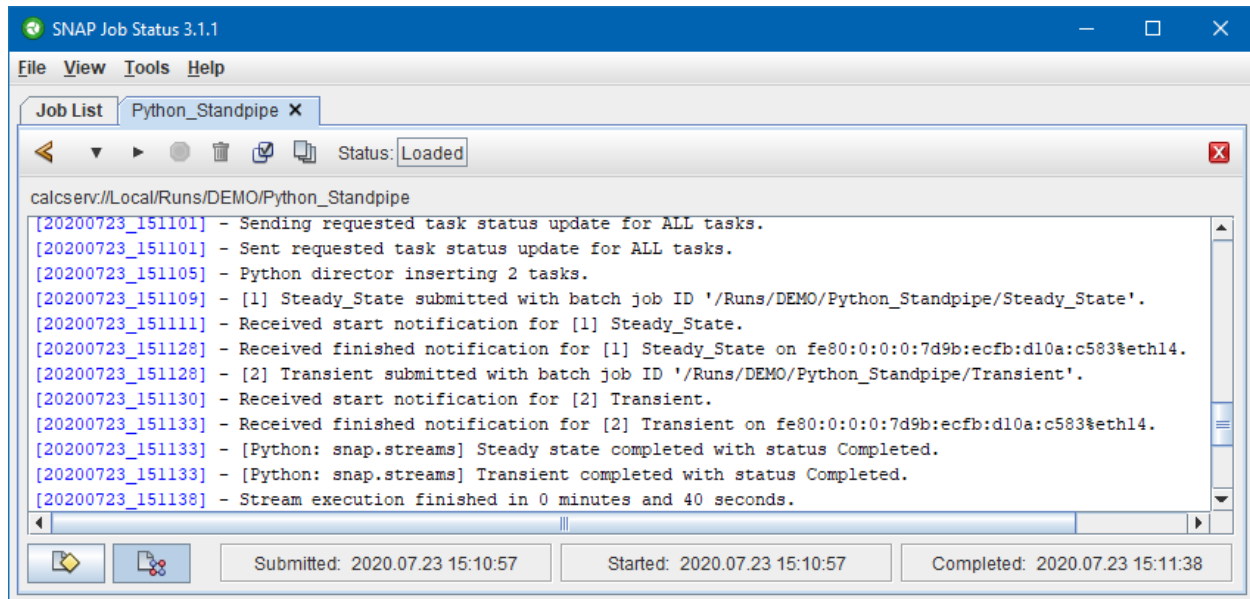 SNAP Job Status 3.1.1
File View Tools Help
Job List Python_Standpipe
Status: Loaded
calcserv://Local/Runs/DEMO/Python_Standpipe
[20200723_151101] - Sending requested task status update for ALL tasks.
[20200723_151101] - Sent requested task status update for ALL tasks.
[20200723_151105] - Python director inserting 2 tasks.
[20200723_151109] - [1] Steady_State submitted with batch job ID '/Runs/DEMO/Python_Standpipe/Steady_State'.
[20200723_151111] - Received start notification for [1] Steady_State.
[20200723_151128] - Received finished notification for [1] Steady_State on fe80:0:0:0:7d9b:ecfb:d10a:c583%eth14.
[20200723_151128] - [2] Transient submitted with batch job ID '/Runs/DEMO/Python_Standpipe/Transient'.
[20200723_151130] - Received start notification for [2] Transient.
[20200723_151133] - Received finished notification for [2] Transient on fe80:0:0:0:7d9b:ecfb:d10a:c583%eth14.
[20200723_151133] - [Python: snap.streams] Steady state completed with status Completed.
[20200723_151133] - [Python: snap.streams] Transient completed with status Completed.
[20200723_151138] - Stream execution finished in 0 minutes and 40 seconds.
Submitted: 2020.07.23 15:10:57 Started: 2020.07.23 15:10:57 Completed: 2020.07.23 15:11:38